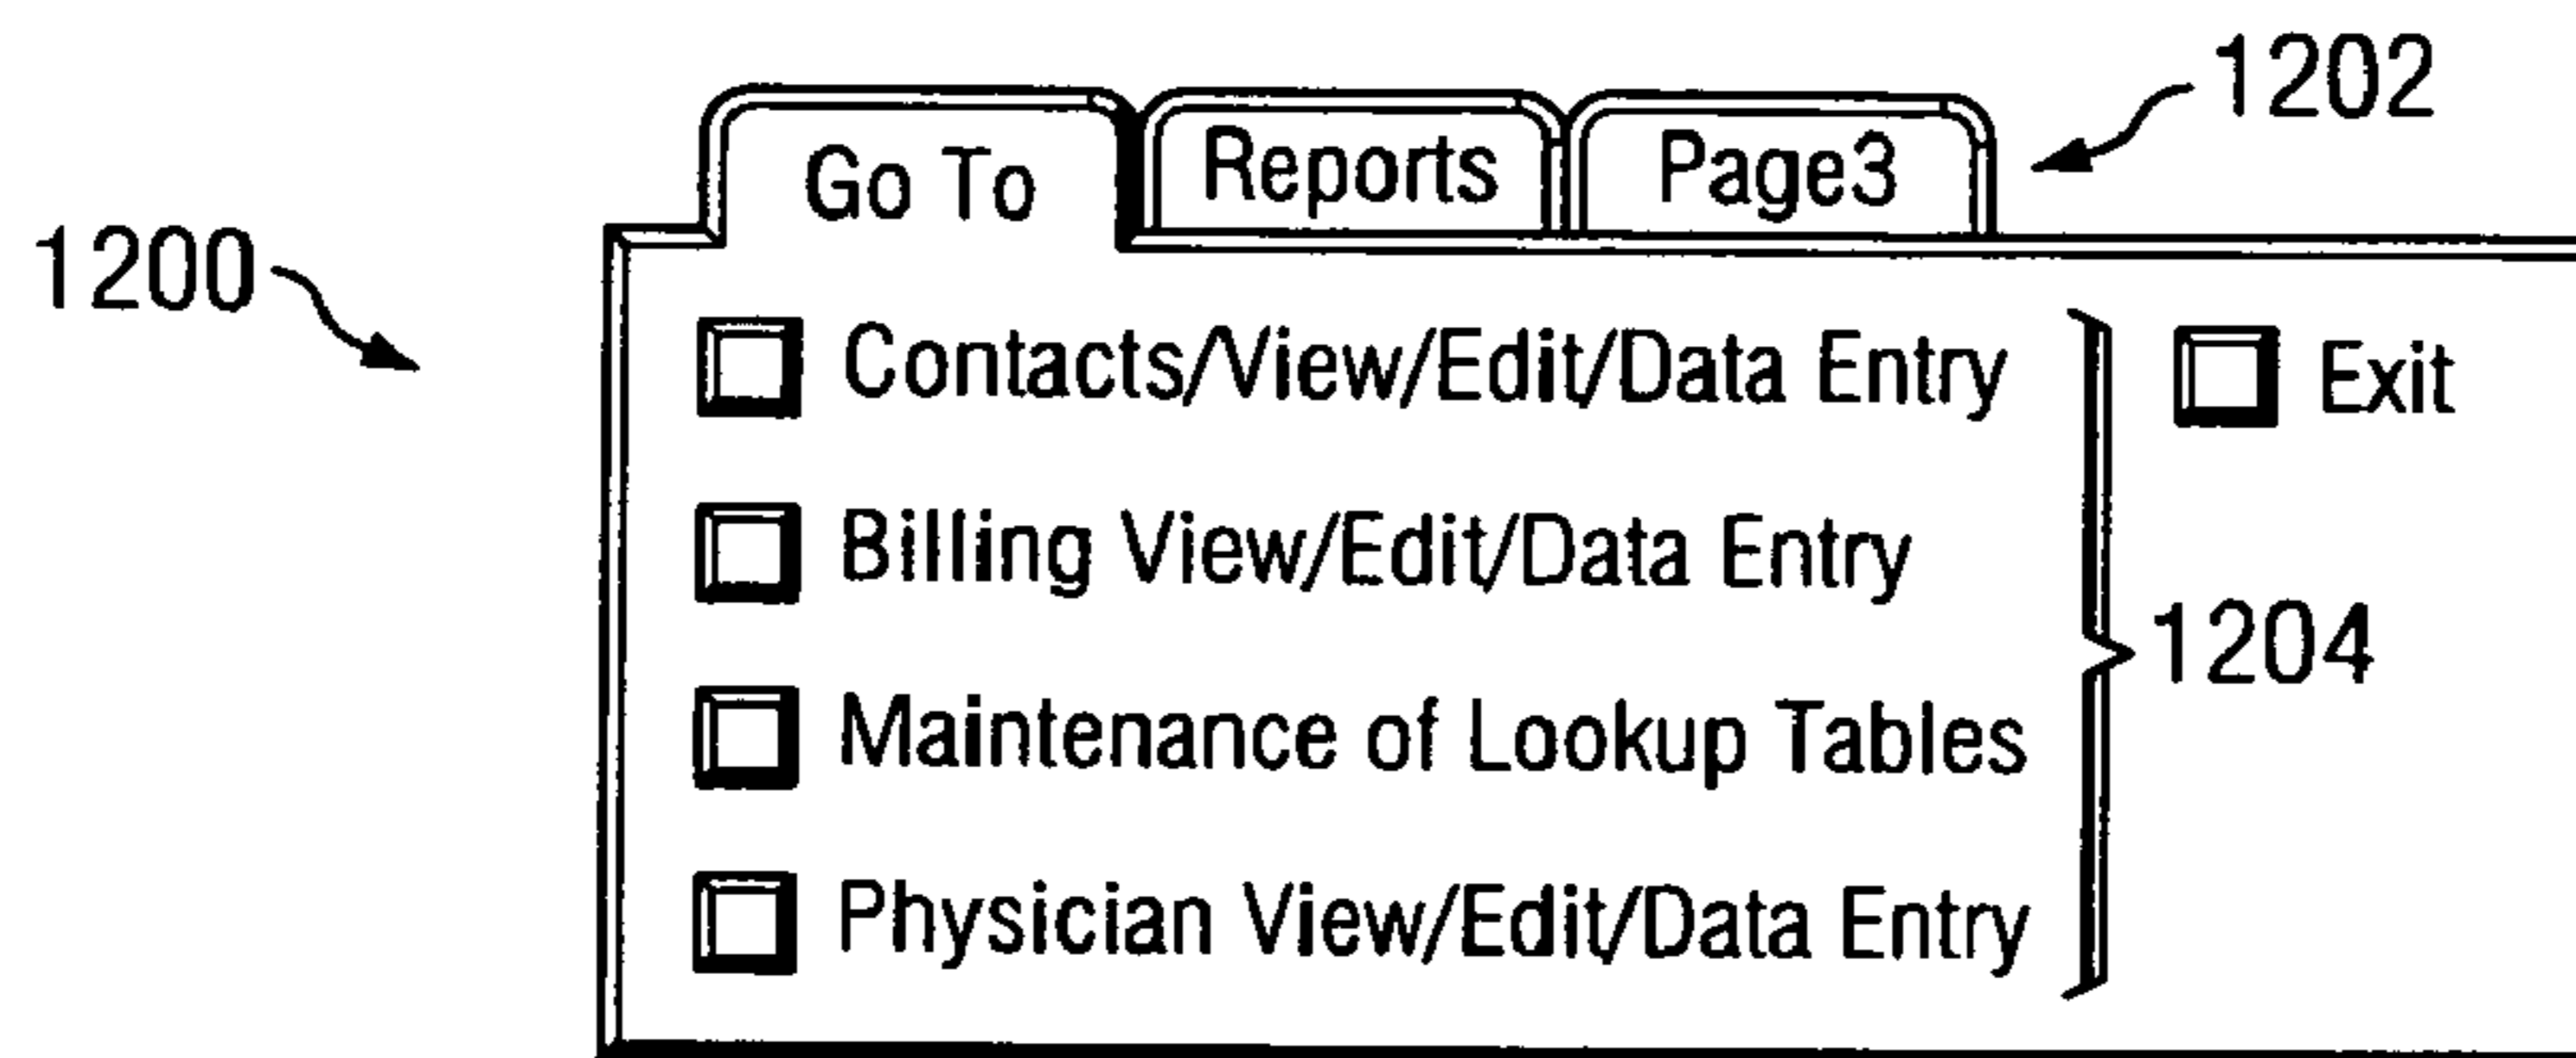 1202
Go To Reports Page3
1200
Contacts/View/Edit/Data Entry Exit
Billing View/Edit/Data Entry
1204
Maintenance of Lookup Tables
Physician View/Edit/Data Entry